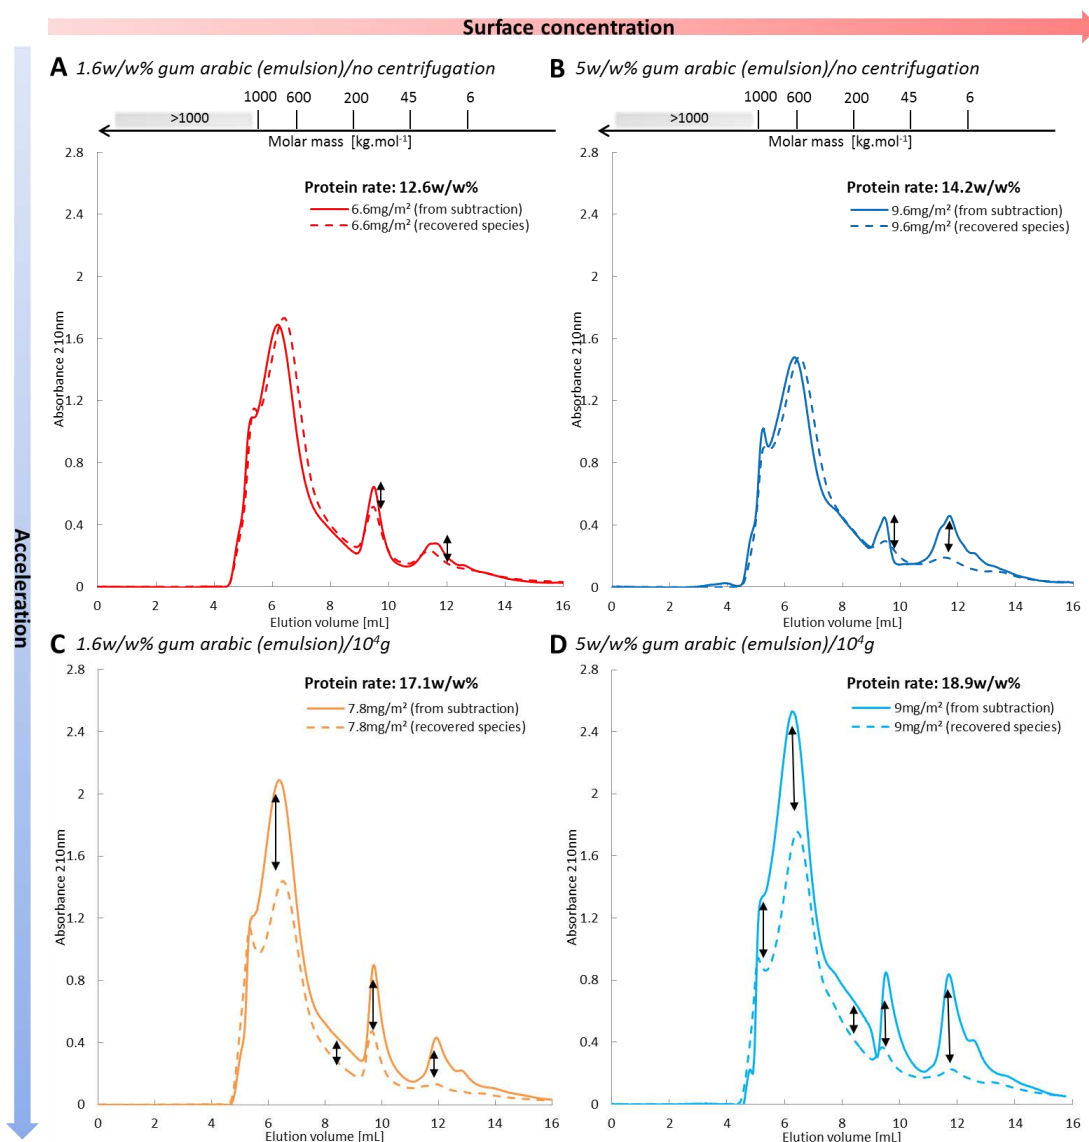 Surface concentration
Acceleration
A 1.6w/w% gum arabic (emulsion)/no centrifugation
1000 600 200 45 6
>1000
Molar mass [kg.mol⁻¹]
2.8
2.4
2
1.6
1.2
0.8
0.4
0
Absorbance 210nm
Protein rate: 12.6w/w%
6.6mg/m² (from subtraction)
6.6mg/m² (recovered species)
0 2 4 6 8 10 12 14 16
Elution volume [mL]
B 5w/w% gum arabic (emulsion)/no centrifugation
1000 600 200 45 6
>1000
Molar mass [kg.mol⁻¹]
2.8
2.4
2
1.6
1.2
0.8
0.4
0
Absorbance 210nm
Protein rate: 14.2w/w%
9.6mg/m² (from subtraction)
9.6mg/m² (recovered species)
0 2 4 6 8 10 12 14 16
Elution volume [mL]
C 1.6w/w% gum arabic (emulsion)/10⁴g
2.8
2.4
2
1.6
1.2
0.8
0.4
0
Absorbance 210nm
Protein rate: 17.1w/w%
7.8mg/m² (from subtraction)
7.8mg/m² (recovered species)
0 2 4 6 8 10 12 14 16
Elution volume [mL]
D 5w/w% gum arabic (emulsion)/10⁴g
2.8
2.4
2
1.6
1.2
0.8
0.4
0
Absorbance 210nm
Protein rate: 18.9w/w%
9mg/m² (from subtraction)
9mg/m² (recovered species)
0 2 4 6 8 10 12 14 16
Elution volume [mL]